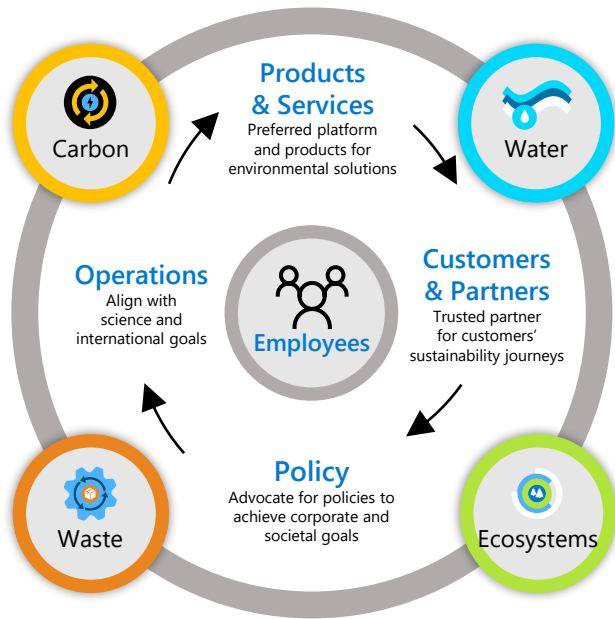 Products
& Services
Preferred platform
and products for
environmental solutions
Carbon
Water
Operations
Align with
science and
international goals
Employees
Customers
& Partners
Trusted partner
for customers’
sustainability journeys
Policy
Advocate for policies to
achieve corporate and
societal goals
Waste
Ecosystems